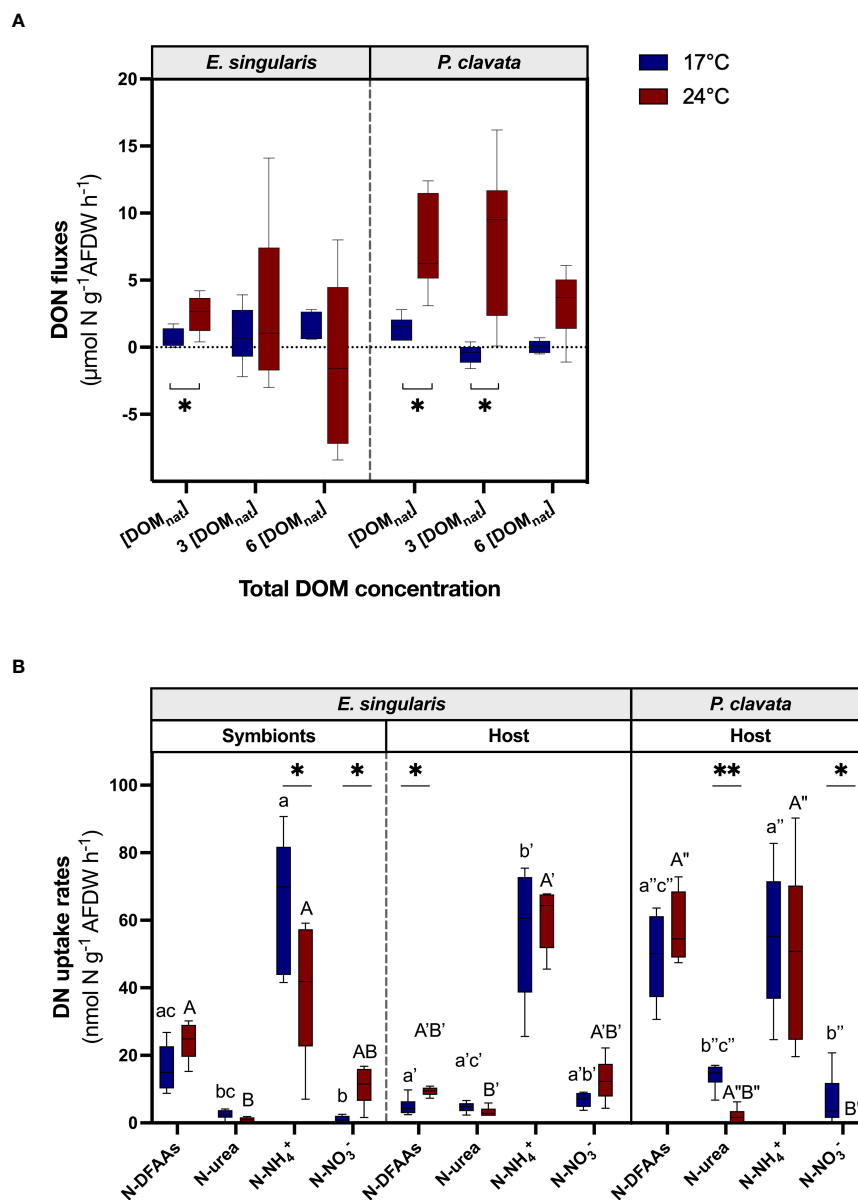 A
E. singularis P. clavata
17°C
24°C
20
15
10
5
0
-5
DON fluxes
(µmol N g⁻¹AFDW h⁻¹)
* * *
[DOMnat] 3 [DOMnat] 6 [DOMnat] [DOMnat] 3 [DOMnat] 6 [DOMnat]
Total DOM concentration
B
E. singularis P. clavata
Symbionts Host Host
* * * ** *
100
80
60
40
20
0
DN uptake rates
(nmol N g⁻¹ AFDW h⁻¹)
ac A bc B a A b AB a’ A’B’ a’c’ B’ b’ A’ a’b’ A’B’ a’’c’’ A" b’’c’’ A"B" a’’ A" b’’
N-DFAAs N-urea N-NH₄⁺ N-NO₃⁻ N-DFAAs N-urea N-NH₄⁺ N-NO₃⁻ N-DFAAs N-urea N-NH₄⁺ N-NO₃⁻